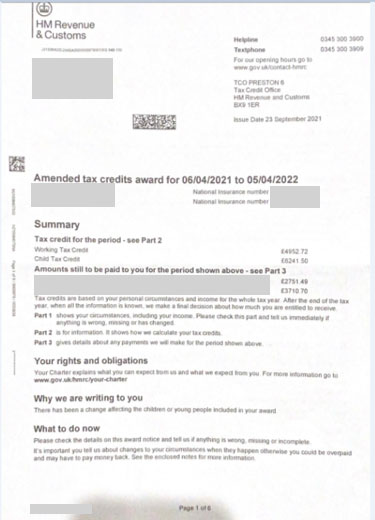 HM Revenue
& Customs
Helpline 0345 300 3900
Textphone 0345 300 3909
For our opening hours go to
www.gov.uk/contact-hmrc
TCO PRESTON 6
Tax Credit Office
HM Revenue and Customs
BX9 1ER
Issue Date 23 September 2021
Amended tax credits award for 06/04/2021 to 05/04/2022
National Insurance number
National Insurance number
Summary
Tax credit for the period - see Part 2
Working Tax Credit £4952.72
Child Tax Credit £6241.50
Amounts still to be paid to you for the period shown above - see Part 3
£2751.49
£3710.70
Tax credits are based on your personal circumstances and income for the whole tax year. After the end of the tax
year, when all the information is known, we make a final decision about how much you are entitled to receive.
Part 1 shows your circumstances, including your income. Please check this part and tell us immediately if
anything is wrong, missing or has changed.
Part 2 is for information. It shows how we calculate your tax credits.
Part 3 gives details about any payments we will make for the period shown above.
Your rights and obligations
Your Charter explains what you can expect from us and what we expect from you. For more information go to
www.gov.uk/hmrc/your-charter
Why we are writing to you
There has been a change affecting the children or young people included in your award
What to do now
Please check the details on this award notice and tell us if anything is wrong, missing or incomplete.
It's important you tell us about changes to your circumstances when they happen otherwise you could be overpaid
and may have to pay money back. See the enclosed notes for more information.
Page 1 of 6